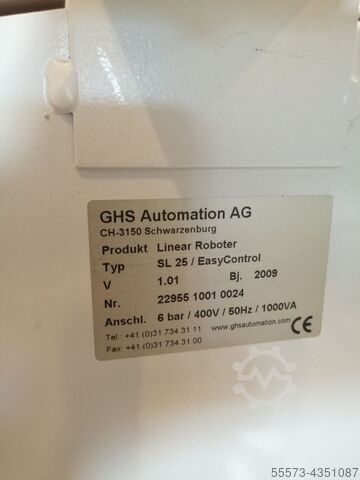 GHS Automation AG
CH-3150 Schwarzenburg
Produkt Linear Roboter
Typ SL 25 / EasyControl
V 1.01 Bj. 2009
Nr. 22955 1001 0024
Anschl. 6 bar / 400V / 50Hz / 1000VA
Tel.: +41 (0)31 734 31 11 www.ghsautomation.com
Fax: +41 (0)31 734 31 00 CE
55573-4351087